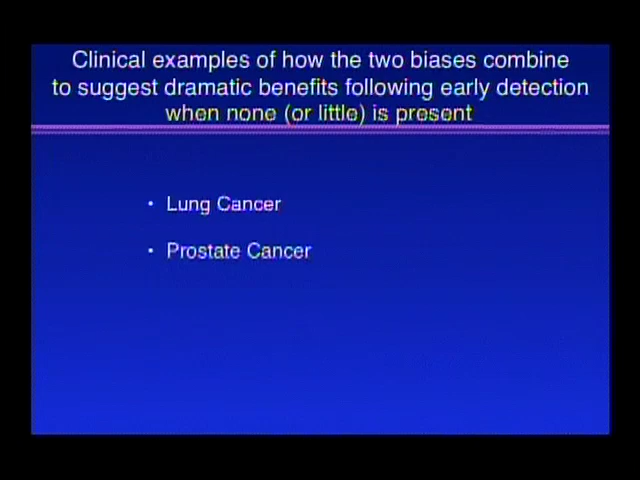 Clinical examples of how the two biases combine
to suggest dramatic benefits following early detection
when none (or little) is present
• Lung Cancer
• Prostate Cancer